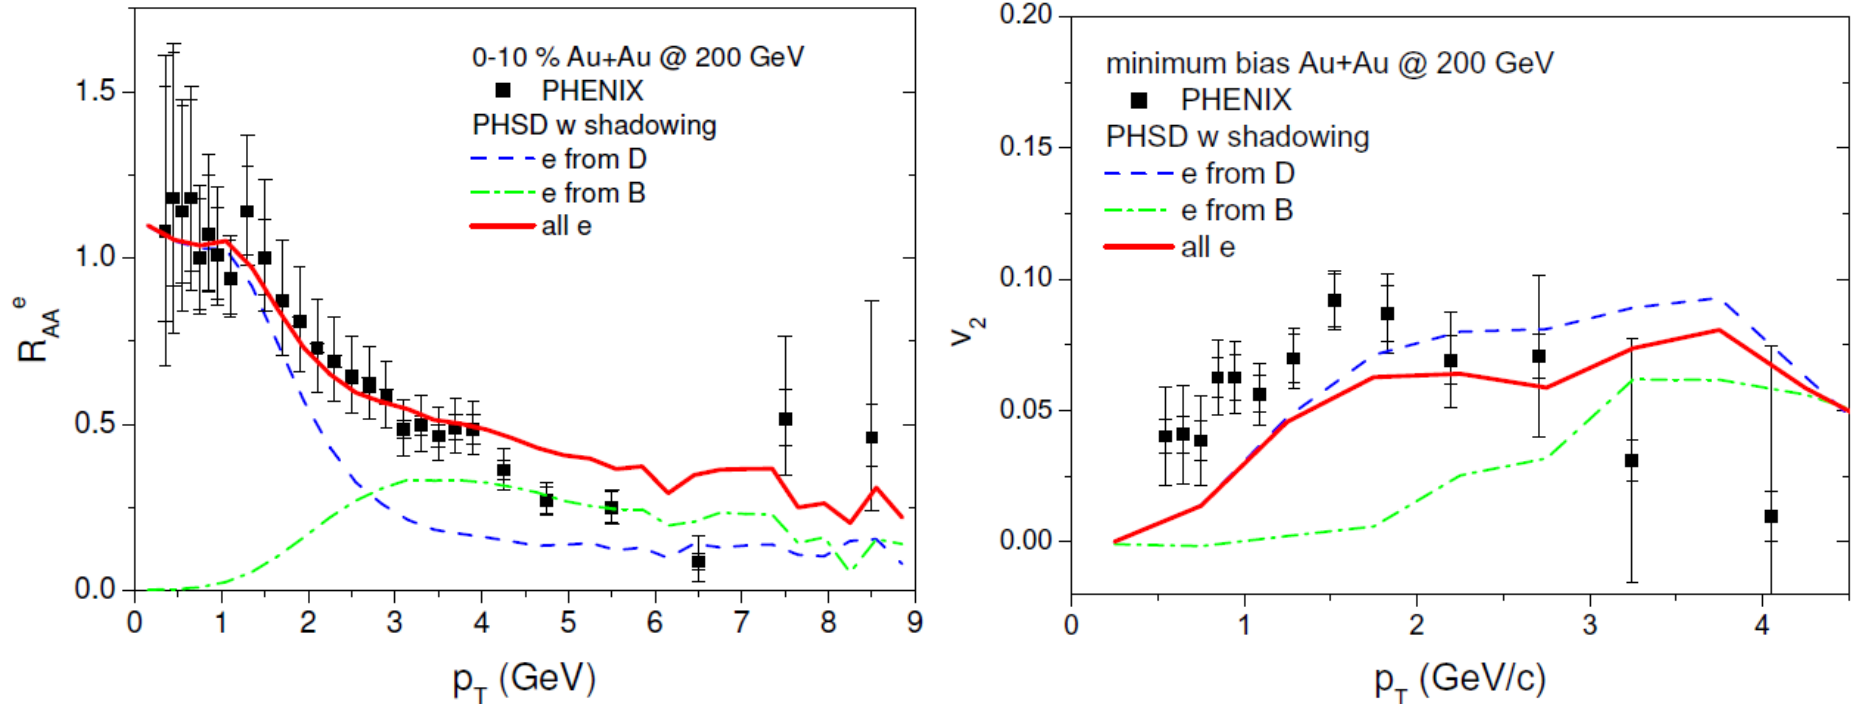 0-10 % Au+Au @ 200 GeV
PHENIX
PHSD w shadowing
e from D
e from B
all e
1.5
1.0
0.5
0.0
R_AA^e
0 1 2 3 4 5 6 7 8 9
p_T (GeV)
minimum bias Au+Au @ 200 GeV
PHENIX
PHSD w shadowing
e from D
e from B
all e
0.20
0.15
0.10
0.05
0.00
v_2
0 1 2 3 4
p_T (GeV/c)